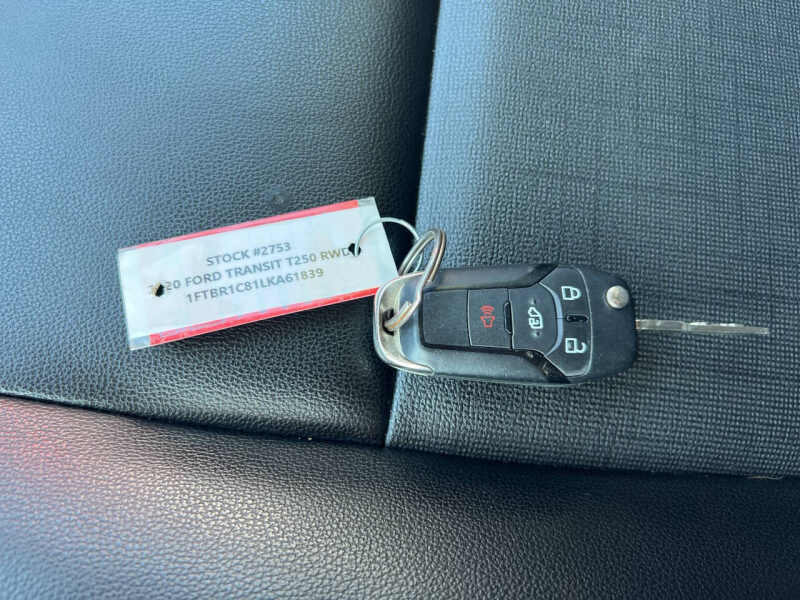 STOCK #2753
20 FORD TRANSIT T250 RWD
1FTBR1C81LKA61839